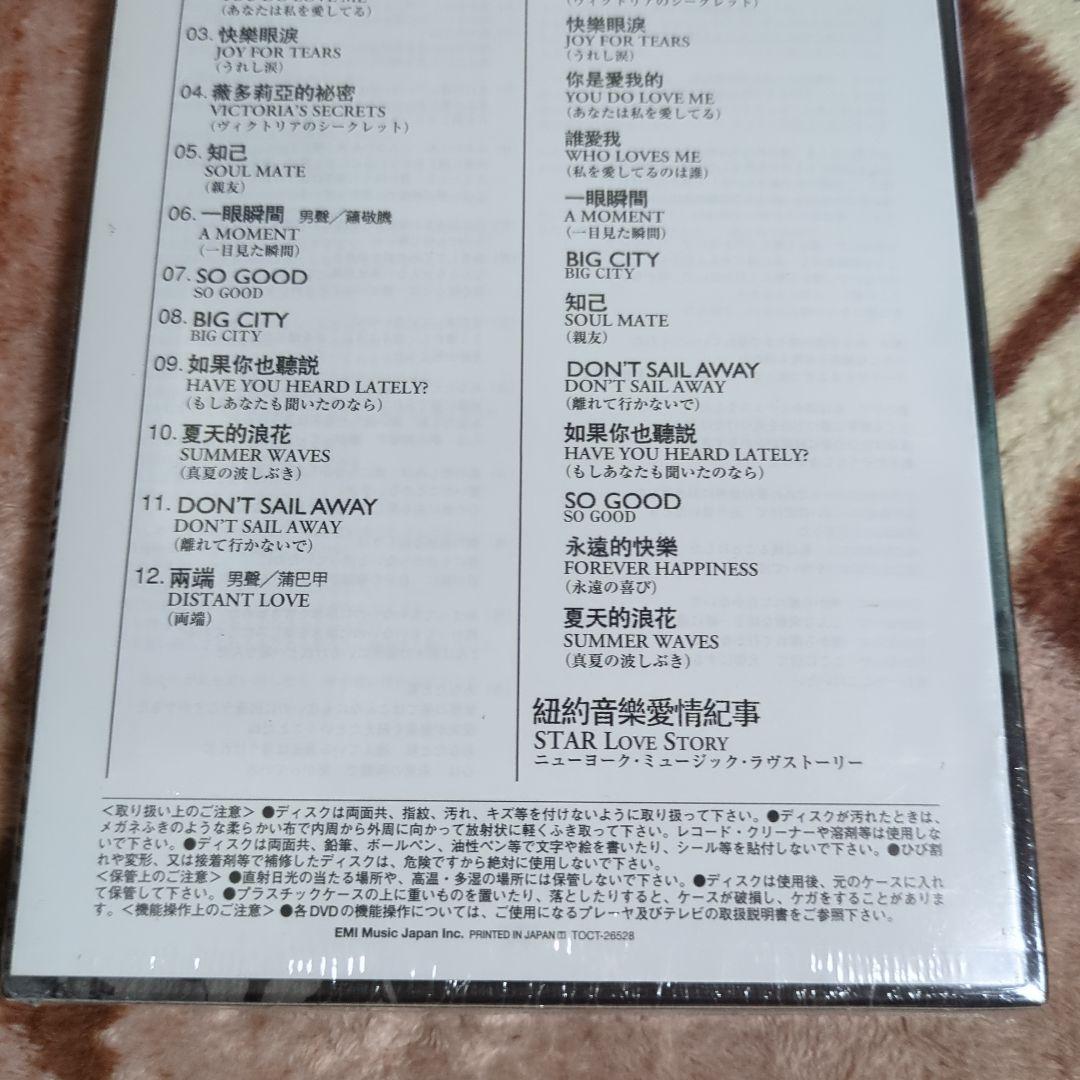 YOU DO LOVE ME
(あなたは私を愛してる)
03. 快樂眼淚
JOY FOR TEARS
(うれし涙)
04. 薇多莉亞的祕密
VICTORIA'S SECRETS
(ヴィクトリアのシークレット)
05. 知己
SOUL MATE
(親友)
06. 一眼瞬間 男聲／蕭敬騰
A MOMENT
(一目見た瞬間)
07. SO GOOD
SO GOOD
08. BIG CITY
BIG CITY
09. 如果你也聽説
HAVE YOU HEARD LATELY?
(もしあなたも聞いたのなら)
10. 夏天的浪花
SUMMER WAVES
(真夏の波しぶき)
11. DON'T SAIL AWAY
DON'T SAIL AWAY
(離れて行かないで)
12. 兩端 男聲／蒲巴甲
DISTANT LOVE
(両端)
(ヴィクトリアのシークレット)
快樂眼淚
JOY FOR TEARS
(うれし涙)
你是愛我的
YOU DO LOVE ME
(あなたは私を愛してる)
誰愛我
WHO LOVES ME
(私を愛してるのは誰)
一眼瞬間
A MOMENT
(一目見た瞬間)
BIG CITY
BIG CITY
知己
SOUL MATE
(親友)
DON'T SAIL AWAY
DON'T SAIL AWAY
(離れて行かないで)
如果你也聽説
HAVE YOU HEARD LATELY?
(もしあなたも聞いたのなら)
SO GOOD
SO GOOD
永遠的快樂
FOREVER HAPPINESS
(永遠の喜び)
夏天的浪花
SUMMER WAVES
(真夏の波しぶき)
紐約音樂愛情紀事
STAR LOVE STORY
ニューヨーク・ミュージック・ラヴストーリー
＜取り扱い上のご注意＞ ●ディスクは両面共、指紋、汚れ、キズ等を付けないように取り扱って下さい。●ディスクが汚れたときは、
メガネふきのような柔らかい布で内周から外周に向かって放射状に軽くふき取って下さい。レコード・クリーナーや溶剤等は使用しな
いで下さい。●ディスクは両面共、鉛筆、ボールペン、油性ペン等で文字や絵を書いたり、シール等を貼付しないで下さい。●ひび割
れや変形、又は接着剤等で補修したディスクは、危険ですから絶対に使用しないで下さい。
＜保管上のご注意＞ ●直射日光の当たる場所や、高温・多湿の場所には保管しないで下さい。●ディスクは使用後、元のケースに入れ
て保管して下さい。●プラスチックケースの上に重いものを置いたり、落としたりすると、ケースが破損し、ケガをすることがありま
す。＜機能操作上のご注意＞ ●各DVDの機能操作については、ご使用になるプレーヤ及びテレビの取扱説明書をご参照下さい。
EMI Music Japan Inc. PRINTED IN JAPAN TOCT-26528